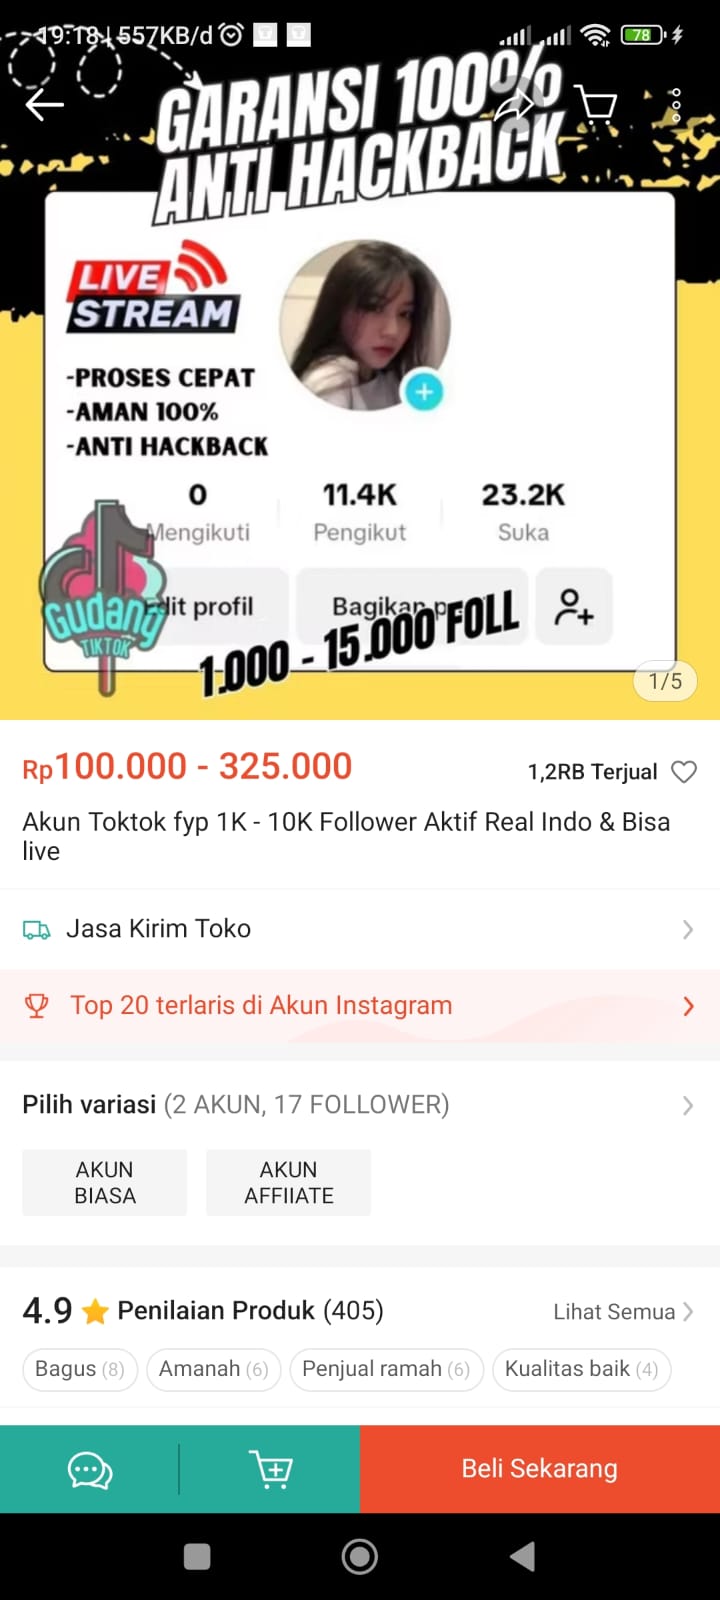 19:18 | 557KB/d
78
GARANSI 100%
ANTI HACKBACK
LIVE
STREAM
-PROSES CEPAT
-AMAN 100%
-ANTI HACKBACK
0 11.4K 23.2K
Mengikuti Pengikut Suka
Edit profil Bagikan
Gudang
TIKTOK
1.000 - 15.000 FOLL
1/5
Rp100.000 - 325.000
1,2RB Terjual
Akun Toktok fyp 1K - 10K Follower Aktif Real Indo & Bisa
live
Jasa Kirim Toko
Top 20 terlaris di Akun Instagram
Pilih variasi (2 AKUN, 17 FOLLOWER)
AKUN
BIASA
AKUN
AFFIIATE
4.9 Penilaian Produk (405)
Lihat Semua
Bagus (8) Amanah (6) Penjual ramah (6) Kualitas baik (4)
Beli Sekarang